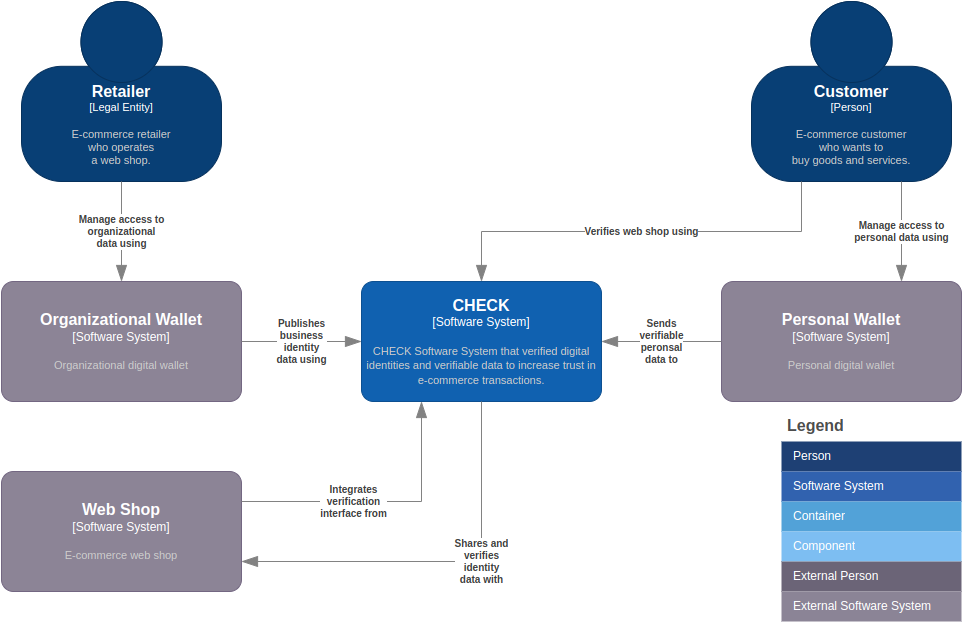 Retailer
[Legal Entity]
E-commerce retailer
who operates
a web shop.
Customer
[Person]
E-commerce customer
who wants to
buy goods and services.
Manage access to
organizational
data using
Verifies web shop using
Manage access to
personal data using
Organizational Wallet
[Software System]
Organizational digital wallet
Publishes
business
identity
data using
CHECK
[Software System]
CHECK Software System that verified digital
identities and verifiable data to increase trust in
e-commerce transactions.
Sends
verifiable
peronsal
data to
Personal Wallet
[Software System]
Personal digital wallet
Web Shop
[Software System]
E-commerce web shop
Integrates
verification
interface from
Shares and
verifies
identity
data with
Legend
Person
Software System
Container
Component
External Person
External Software System